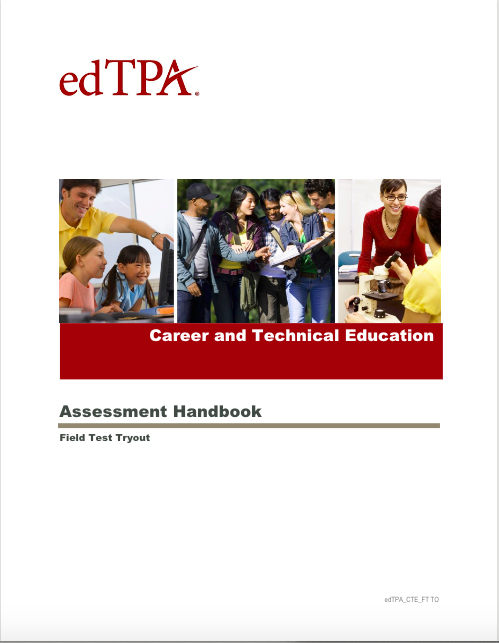 edTPA®
Career and Technical Education
Assessment Handbook
Field Test Tryout
edTPA_CTE_FT TO